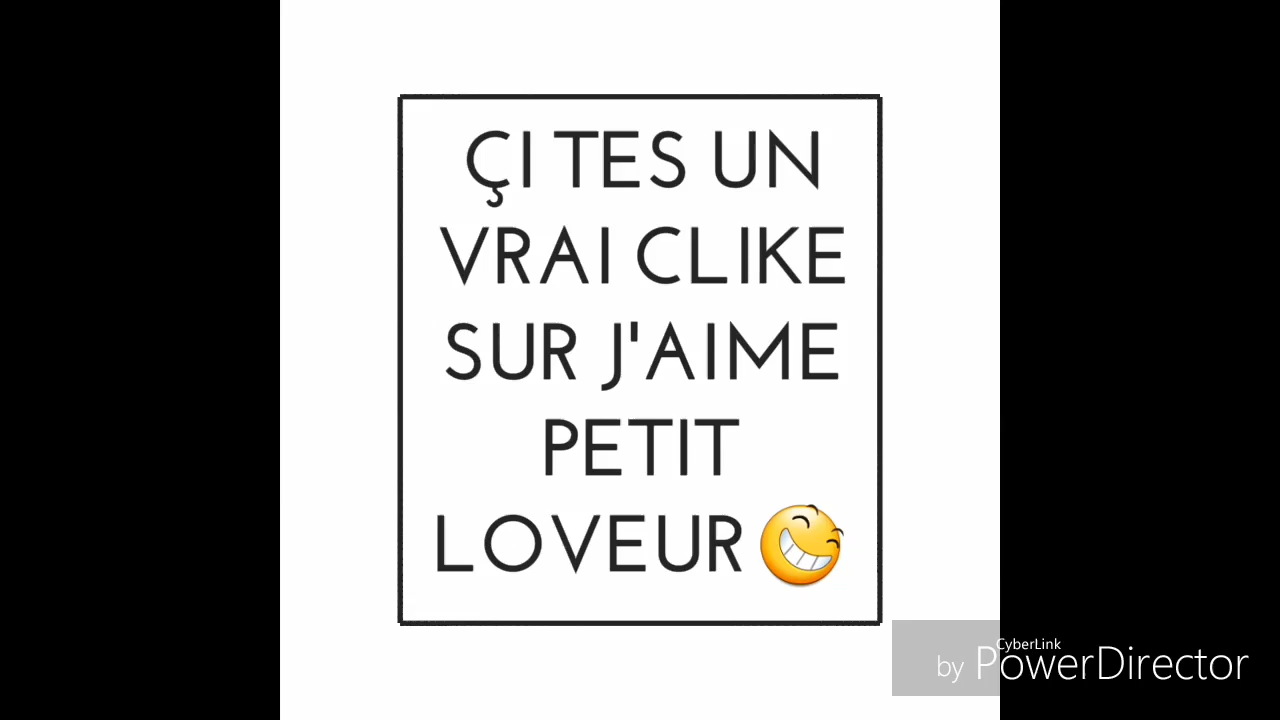 ÇI TES UN
VRAI CLIKE
SUR J'AIME
PETIT
LOVEUR
CyberLink
by PowerDirector